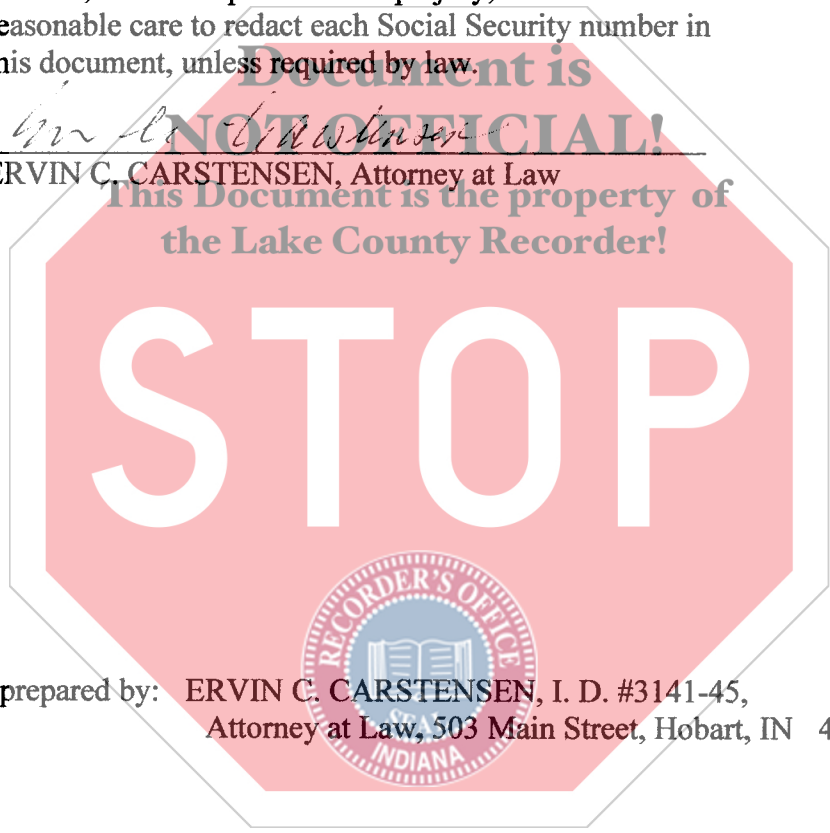 easonable care to redact each Social Security number in
his document, unless required by law.
Document is
NOT OFFICIAL!
ERVIN C. CARSTENSEN, Attorney at Law
This Document is the property of
the Lake County Recorder!
STOP
RECORDER'S OFFICE
SEAL
INDIANA
prepared by: ERVIN C. CARSTENSEN, I. D. #3141-45,
Attorney at Law, 503 Main Street, Hobart, IN 4